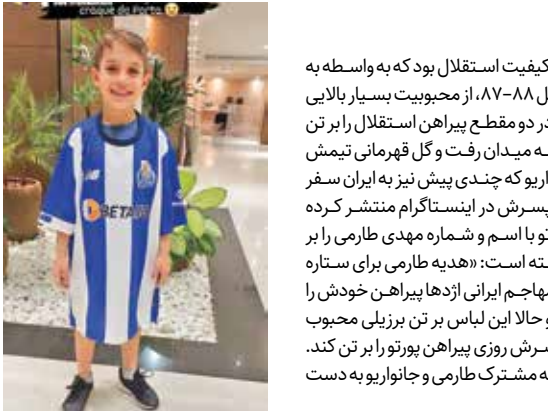 croque do Porto
BETA
کیفیت استقلال بود که به واسطه به
ل ۸۸-۸۷، از محبوبیت بسیار بالایی
در دو مقطع پیراهن استقلال را بر تن
ه میدان رفت و گل قهرمانی تیمش
اریو که چندی پیش نیز به ایران سفر
پسرش در اینستاگرام منتشر کرده
تو با اسم و شماره مهدی طارمی را بر
ته است: «هدیه طارمی برای ستاره
هاجم ایرانی اژدها پیراهن خودش را
و حالا این لباس بر تن برزیلی محبوب
سرش روزی پیراهن پورتو را بر تن کند.
ه مشترک طارمی و جانواریو به دست